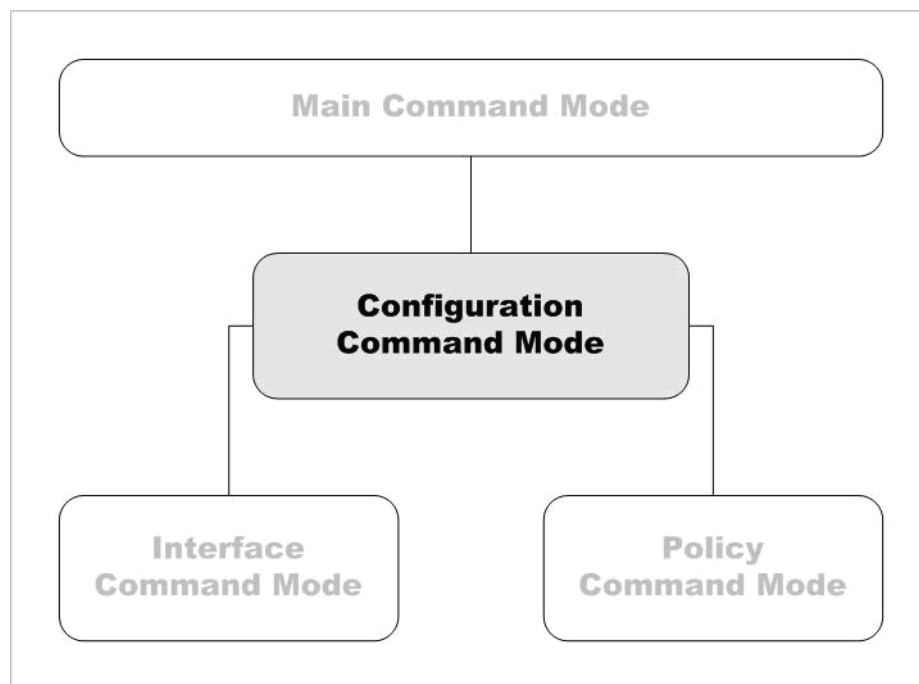 Main Command Mode
Configuration
Command Mode
Interface
Command Mode
Policy
Command Mode